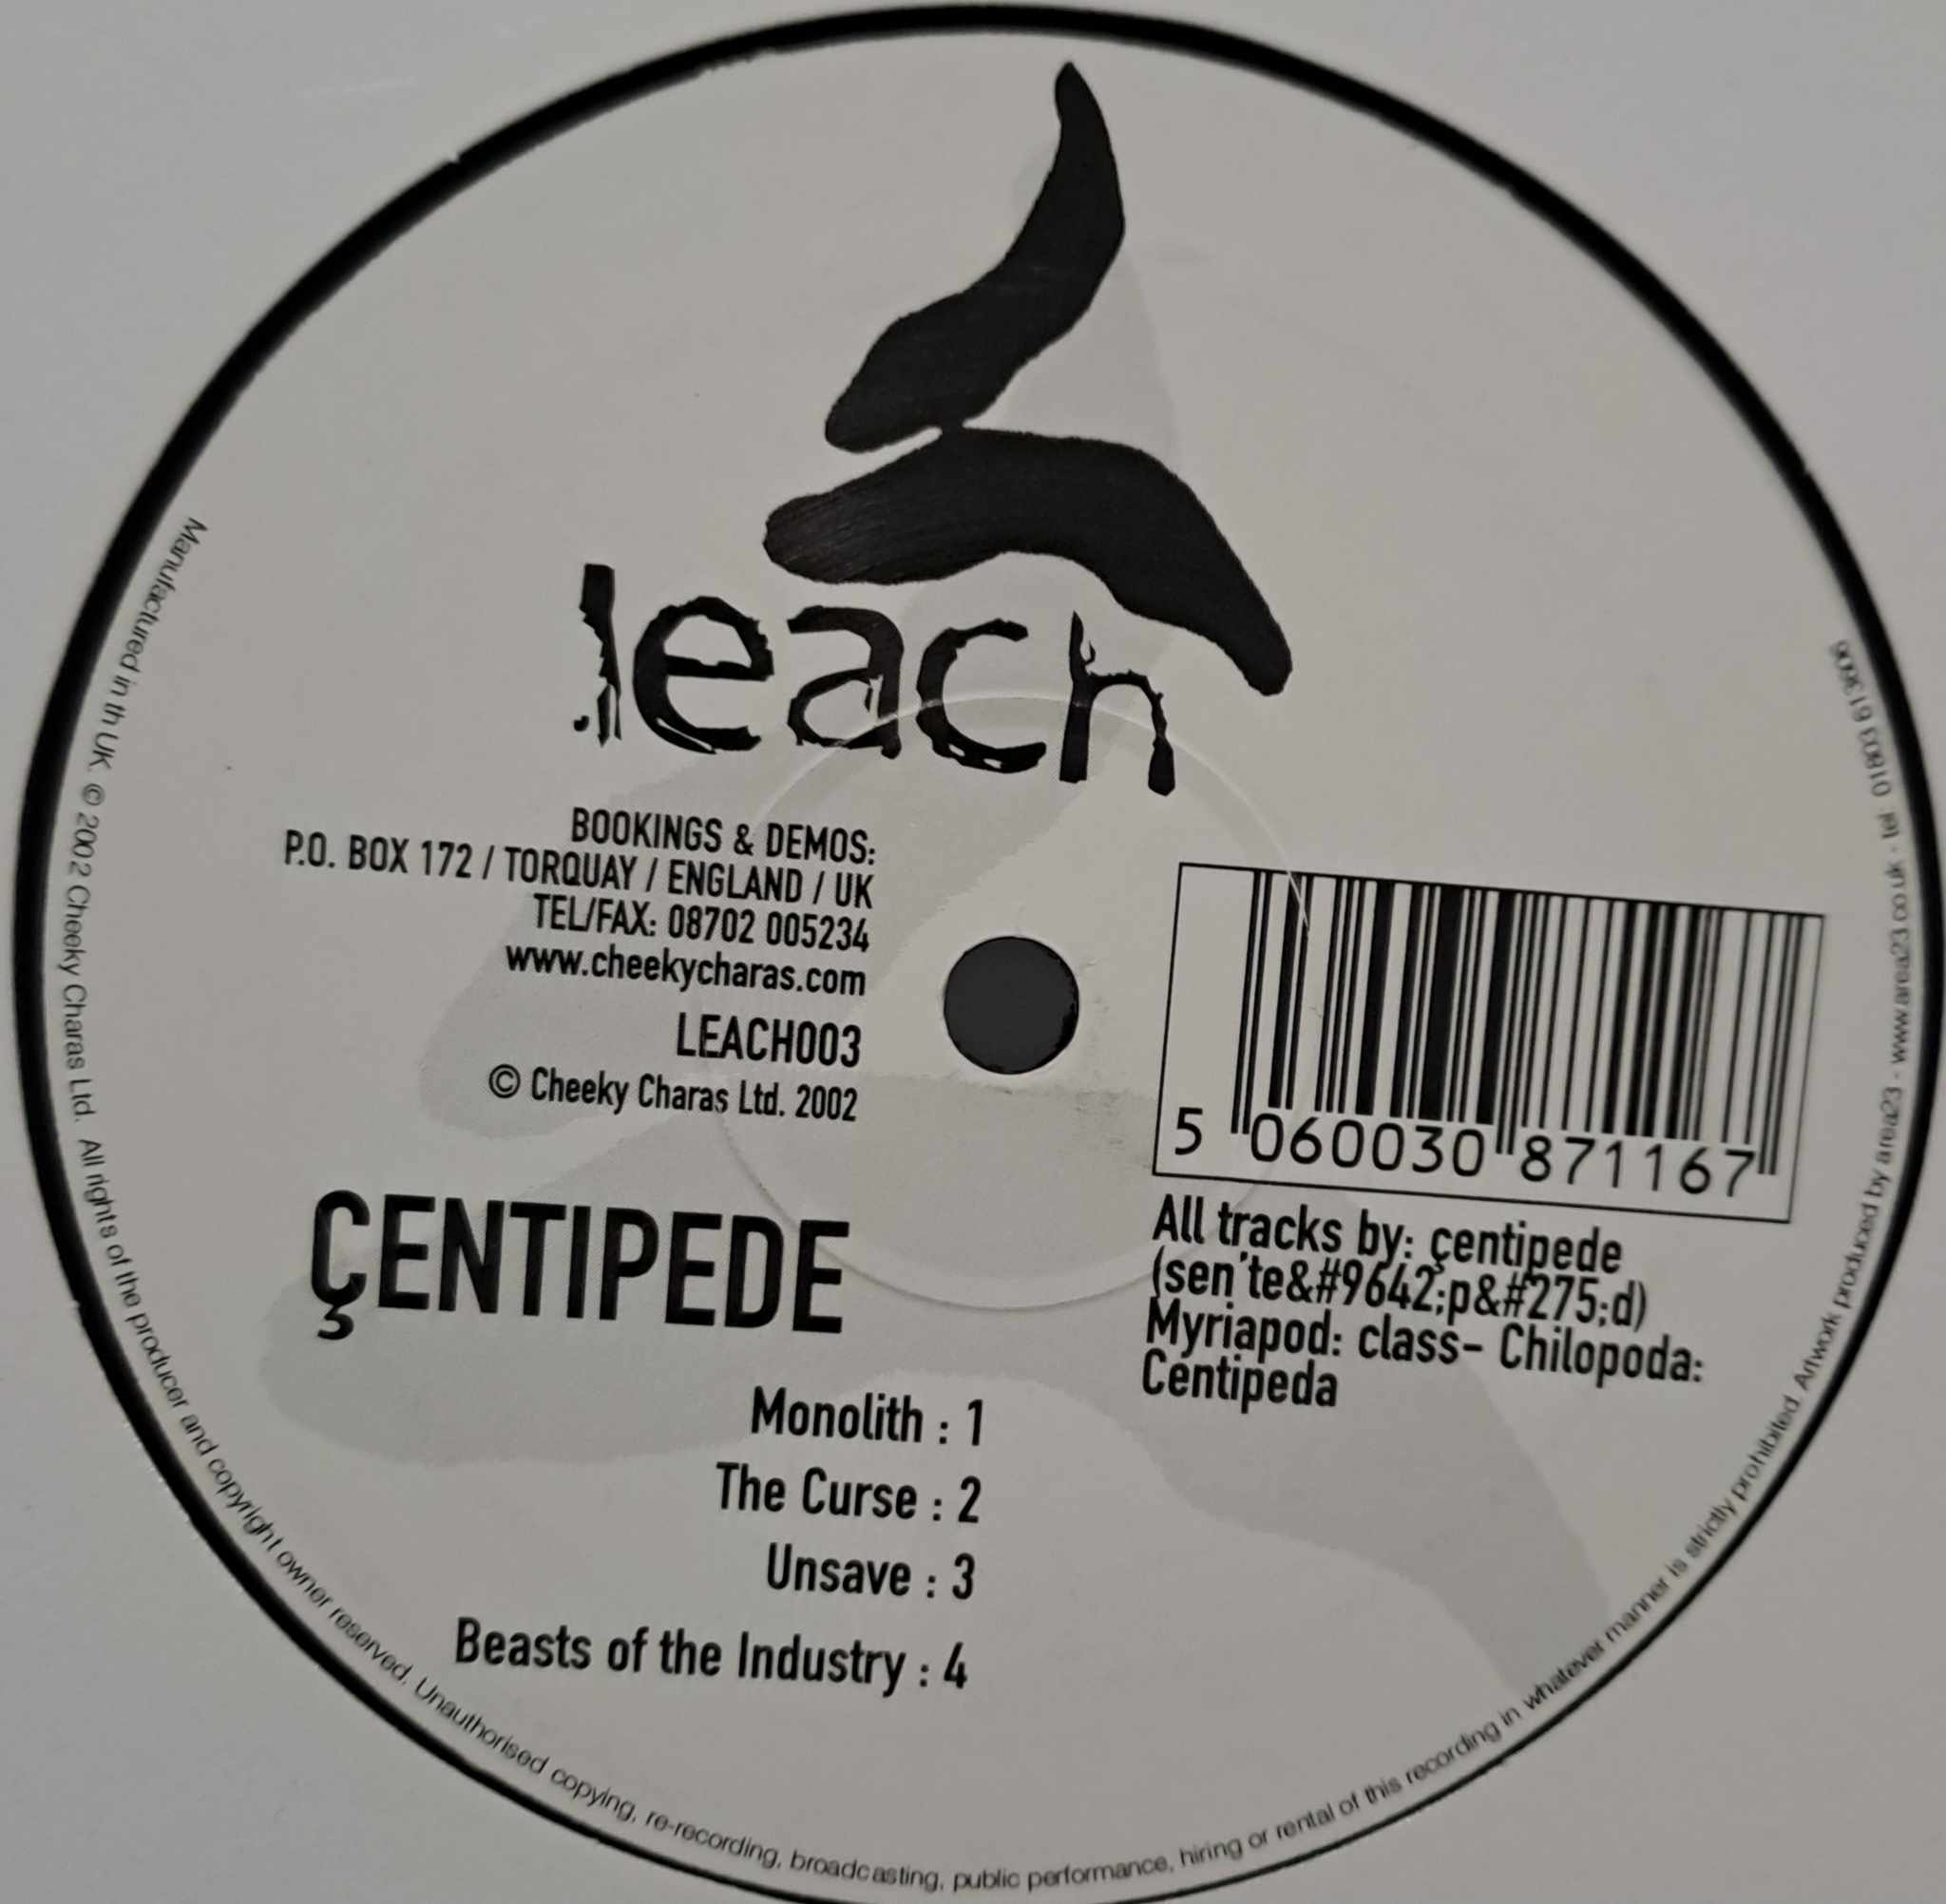 leach
BOOKINGS & DEMOS:
P.O. BOX 172 / TORQUAY / ENGLAND / UK
TEL/FAX: 08702 005234
www.cheekycharas.com
LEACH003
© Cheeky Charas Ltd. 2002
ÇENTIPEDE
Monolith : 1
The Curse : 2
Unsave : 3
Beasts of the Industry : 4
5 060030 871167
All tracks by: çentipede
(sen'te&#9642;p&#275;d)
Myriapod: class- Chilopoda:
Centipeda
Manufactured in th UK. © 2002 Cheeky Charas Ltd. All rights of the producer and copyright owner reserved. Unauthorised copying, re-recording, broadcasting, public performance, hiring or rental of this recording in whatever manner is strictly prohibited. Artwork produced by area23 - www.area23.co.uk - tel: 01803 613606